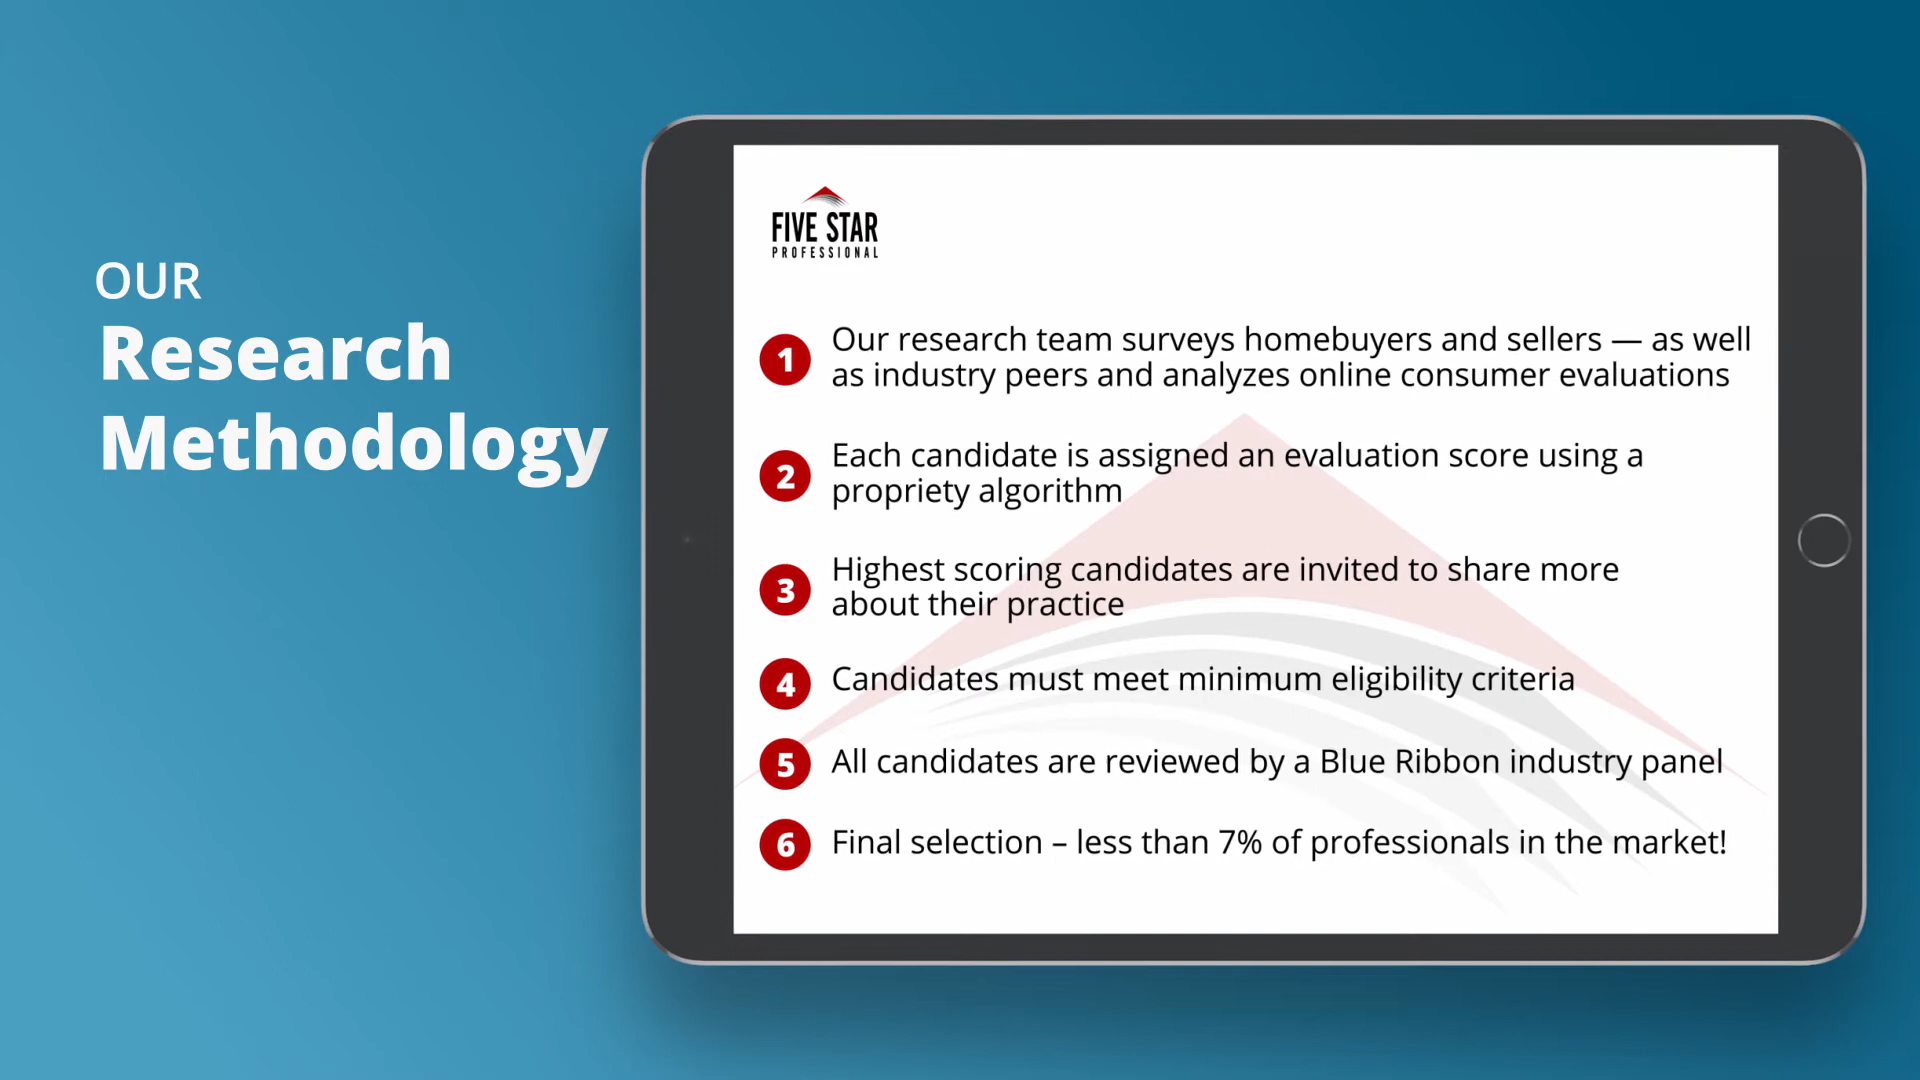 OUR
Research
Methodology
FIVE STAR
PROFESSIONAL
1 Our research team surveys homebuyers and sellers — as well
as industry peers and analyzes online consumer evaluations
2 Each candidate is assigned an evaluation score using a
propriety algorithm
3 Highest scoring candidates are invited to share more
about their practice
4 Candidates must meet minimum eligibility criteria
5 All candidates are reviewed by a Blue Ribbon industry panel
6 Final selection – less than 7% of professionals in the market!